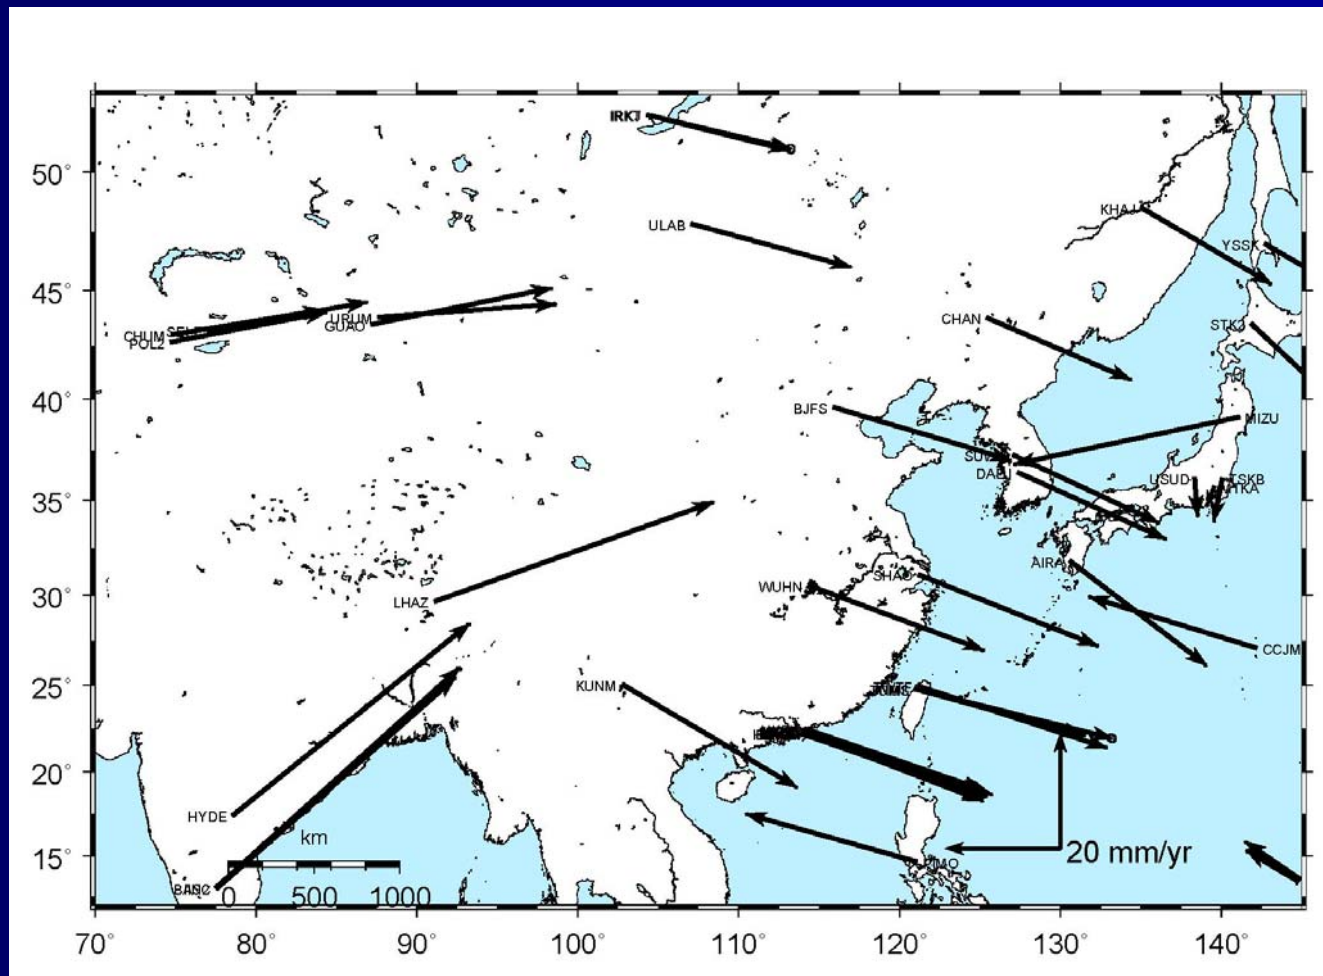 50°
45°
40°
35°
30°
25°
20°
15°
IRKT
ULAB
KHAJ
YSSK
CHUM
POL2
URUM
GUAO
CHAN
STK2
BJFS
MIZU
DAEJ
USUD
TSKB
LHAZ
WUHN
SHAO
AIRA
CCJM
KUNM
HYDE
PIMO
km
0 500 1000
20 mm/yr
70° 80° 90° 100° 110° 120° 130° 140°